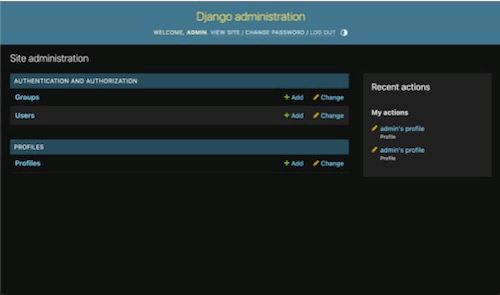 Django administration
WELCOME, ADMIN. VIEW SITE / CHANGE PASSWORD / LOG OUT
Site administration
AUTHENTICATION AND AUTHORIZATION
Groups + Add Change
Users + Add Change
PROFILES
Profiles + Add Change
Recent actions
My actions
admin's profile
Profile
admin's profile
Profile